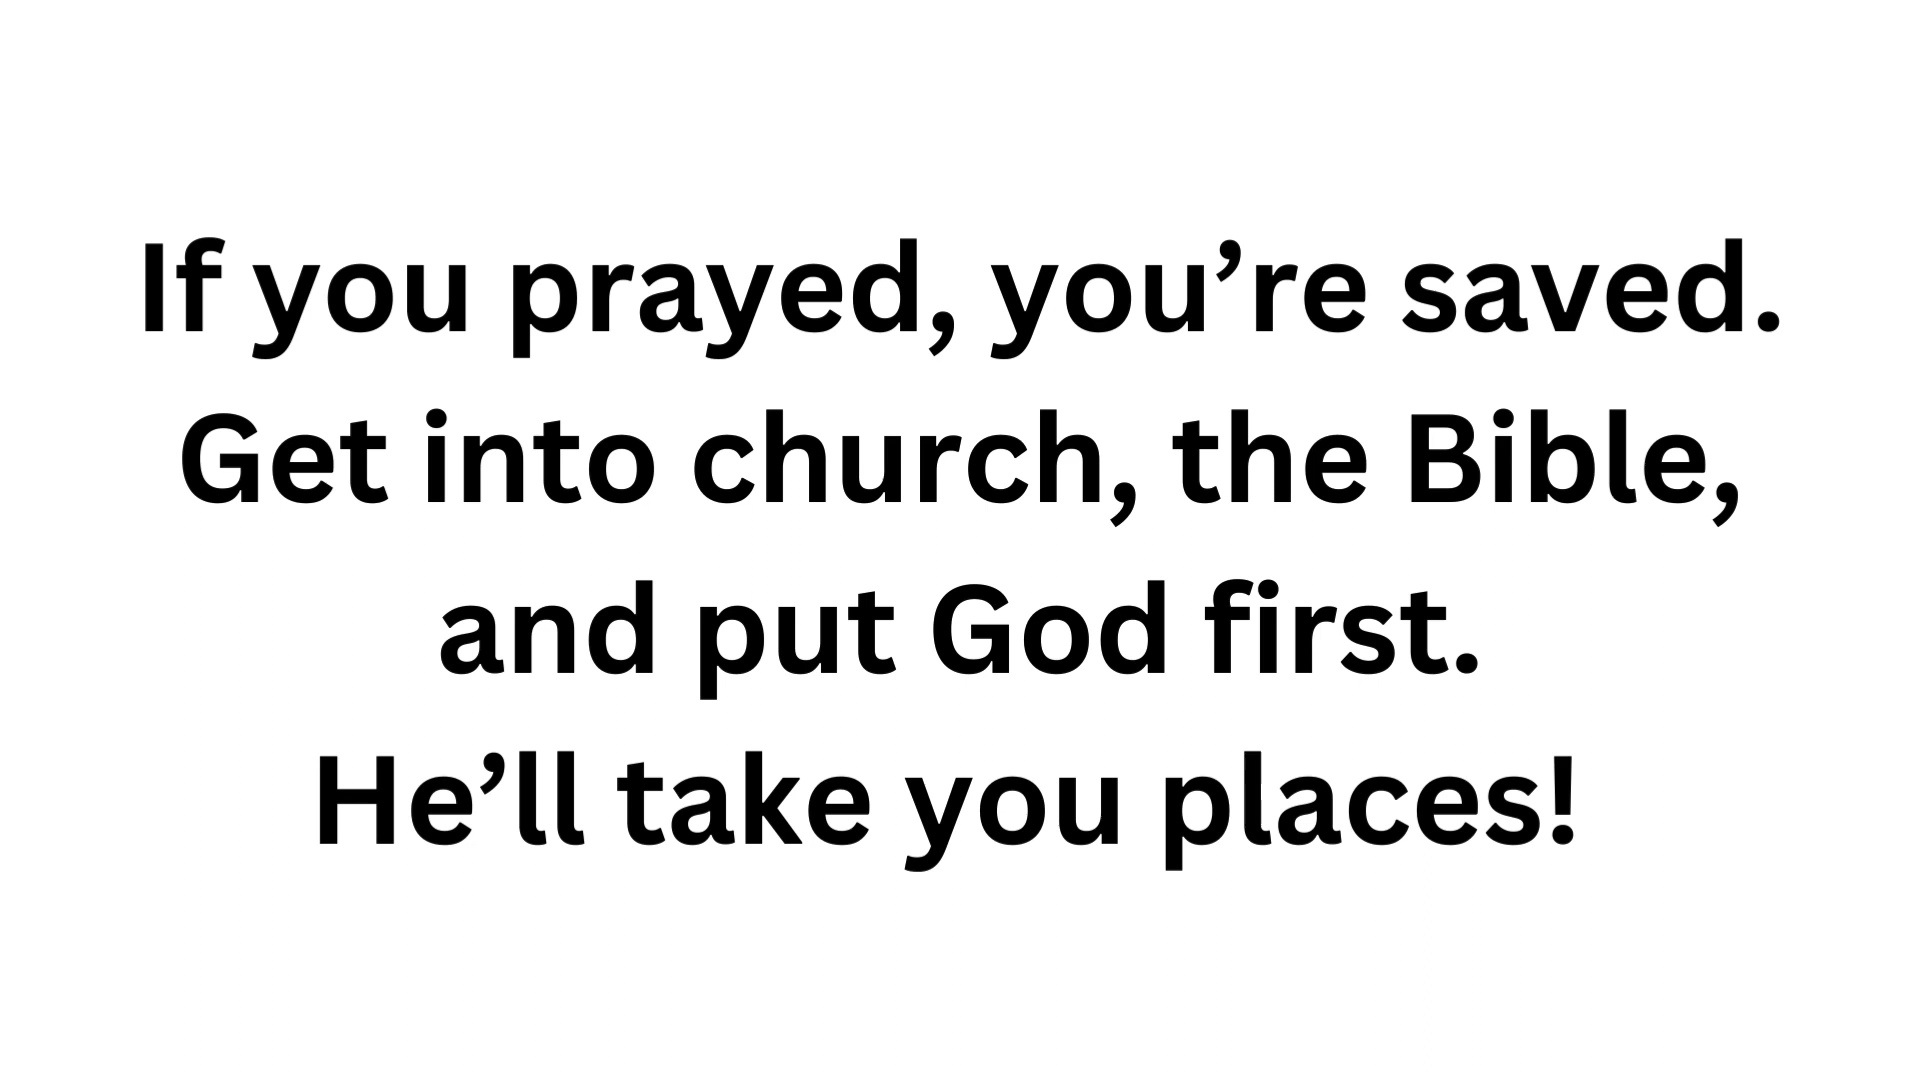 If you prayed, you’re saved.
Get into church, the Bible,
and put God first.
He’ll take you places!